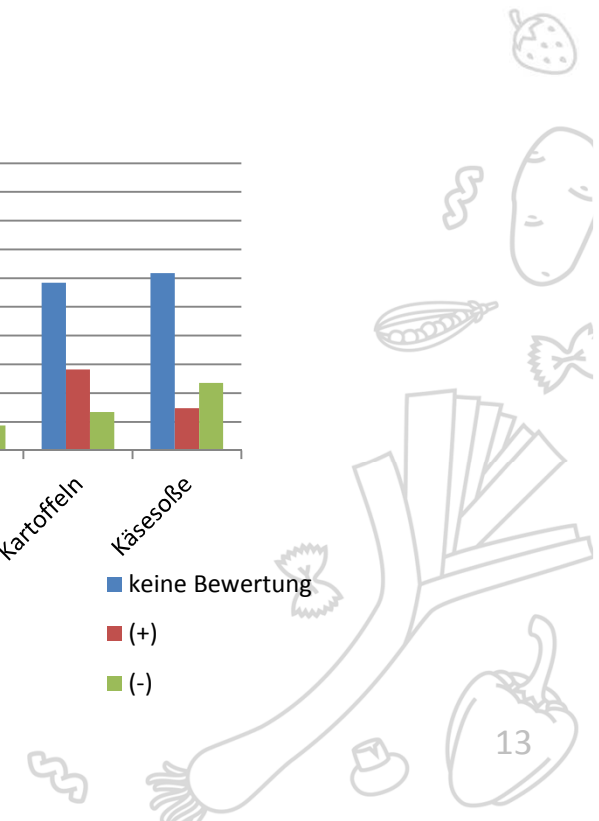 Kartoffeln
Käsesoße
keine Bewertung
(+)
(-)
13